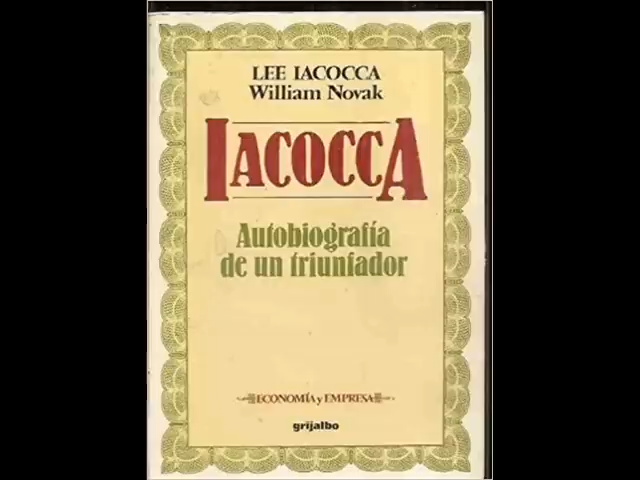 LEE IACOCCA
William Novak
IACOCCA
Autobiografía
de un triunfador
ECONOMÍA y EMPRESA
grijalbo